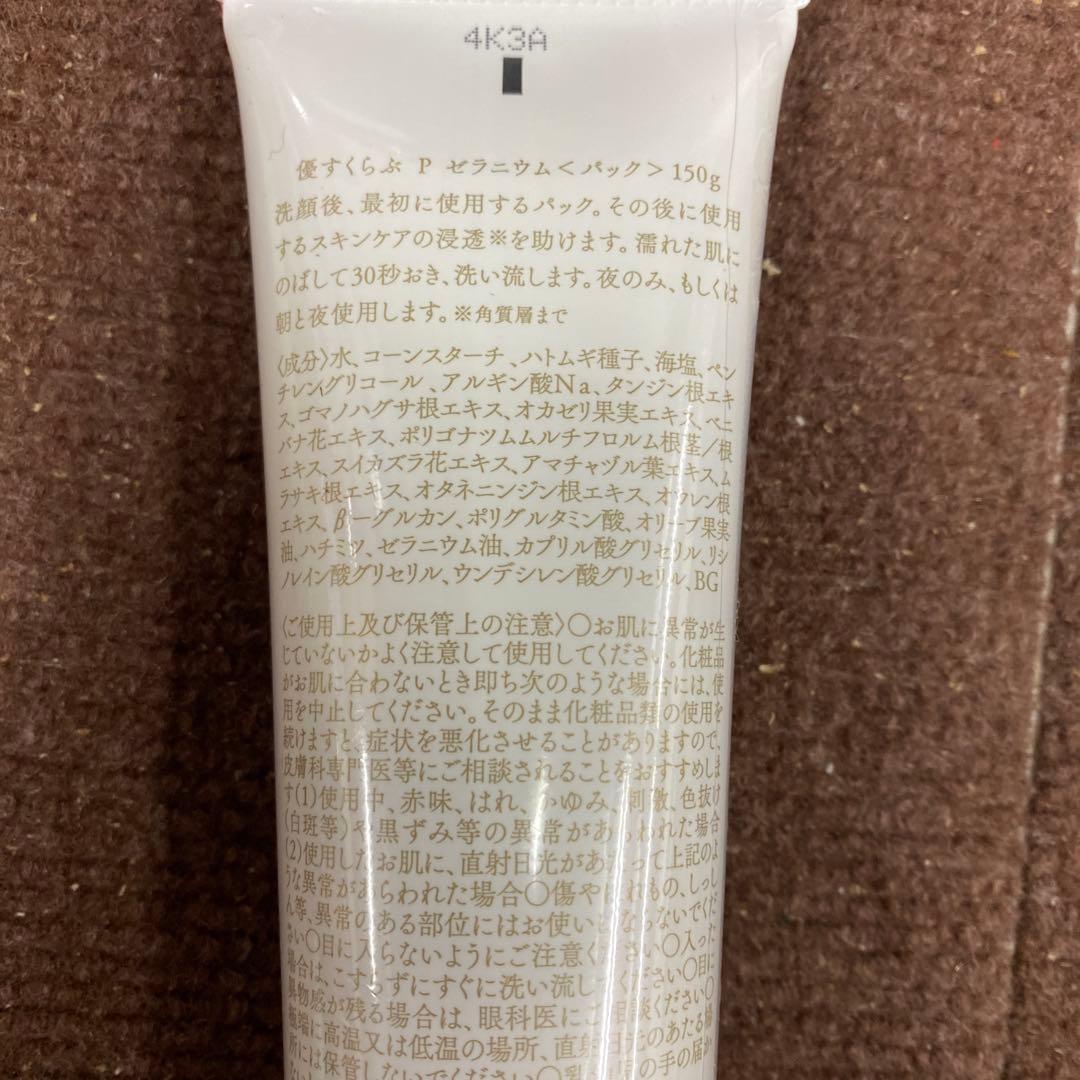 4K3A
優すくらぶ P ゼラニウム＜パック＞150g
洗顔後、最初に使用するパック。その後に使用
するスキンケアの浸透※を助けます。濡れた肌に
のばして30秒おき、洗い流します。夜のみ、もしくは
朝と夜使用します。※角質層まで
〈成分〉水、コーンスターチ、ハトムギ種子、海塩、ペン
チレングリコール、アルギン酸Na、タンジン根エキ
ス、ゴマノハグサ根エキス、オカゼリ果実エキス、ベニ
バナ花エキス、ポリゴナツムムルチフロルム根茎／根
エキス、スイカズラ花エキス、アマチャヅル葉エキス、ム
ラサキ根エキス、オタネニンジン根エキス、オウレン根
エキス、β-グルカン、ポリグルタミン酸、オリーブ果実
油、ハチミツ、ゼラニウム油、カプリル酸グリセリル、リシ
ノレイン酸グリセリル、ウンデシレン酸グリセリル、BG
〈ご使用上及び保管上の注意〉○お肌に異常が生
じていないかよく注意して使用してください。化粧品
がお肌に合わないとき即ち次のような場合には、使
用を中止してください。そのまま化粧品類の使用を
続けますと、症状を悪化させることがありますので、
皮膚科専門医等にご相談されることをおすすめしま
す(1)使用中、赤味、はれ、かゆみ、刺激、色抜け
(白斑等)や黒ずみ等の異常があらわれた場合
(2)使用したお肌に、直射日光があたって上記のよ
うな異常があらわれた場合○傷やはれもの、しっし
ん等、異常のある部位にはお使いにならないでくだ
さい○目に入らないようにご注意ください○入った
場合は、こすらずにすぐに洗い流してください○目に
異物感が残る場合は、眼科医にご相談ください○
極端に高温又は低温の場所、直射日光のあたる場
所には保管しないでください○乳 の手の届か